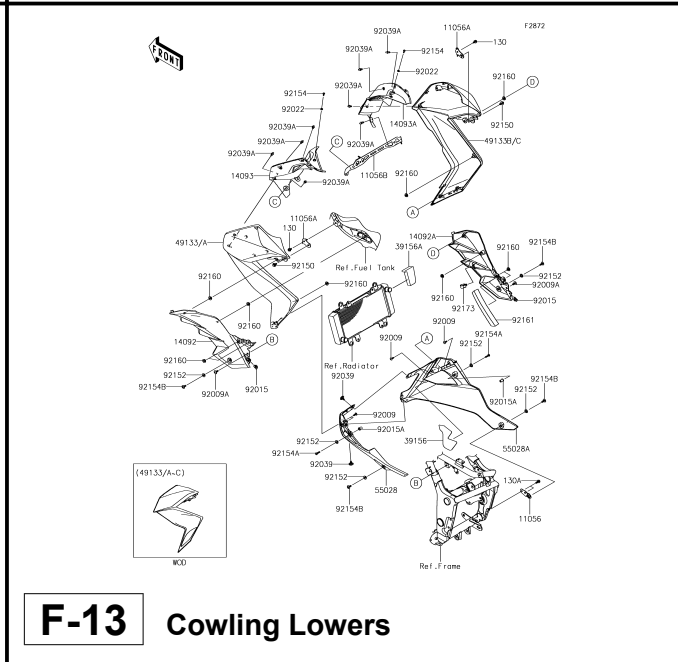 F2872
92039A
11056A
130
92039A
92154
92022
92160
D
92039A
92154
92022
92150
14093A
49133B/C
92039A
92039A
92039A
C
92039A
11056B
92160
14093
92039A
C
A
11056A
130
14092A
49133/A
39156A
D
92160
92154B
Ref.Fuel Tank
92150
92152
92009A
92160
92160
92160
92015
92173
92161
92160
92009
A
92154A
14092
B
92152
92160
Ref.Radiator
92152
92039
92154B
92154B
92009A
92015
92152
92009
92015A
92015A
92152
39156
92154A
55028A
92039
(49133/A~C)
92152
B
130A
55028
92154B
11056
WOD
Ref.Frame
F-13 Cowling Lowers
FRONT